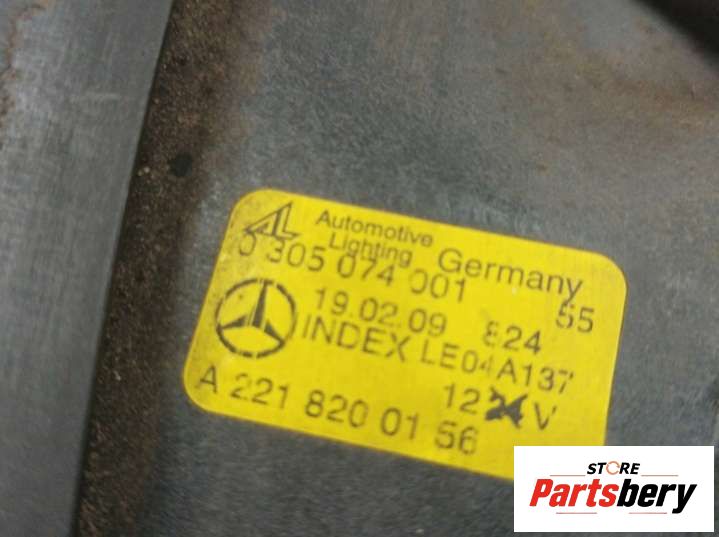 AL Automotive
Lighting Germany
0 305 074 001 55
19.02.09 824
INDEX LE04A137
12 24 V
A 221 820 01 56
STORE
Partsbery